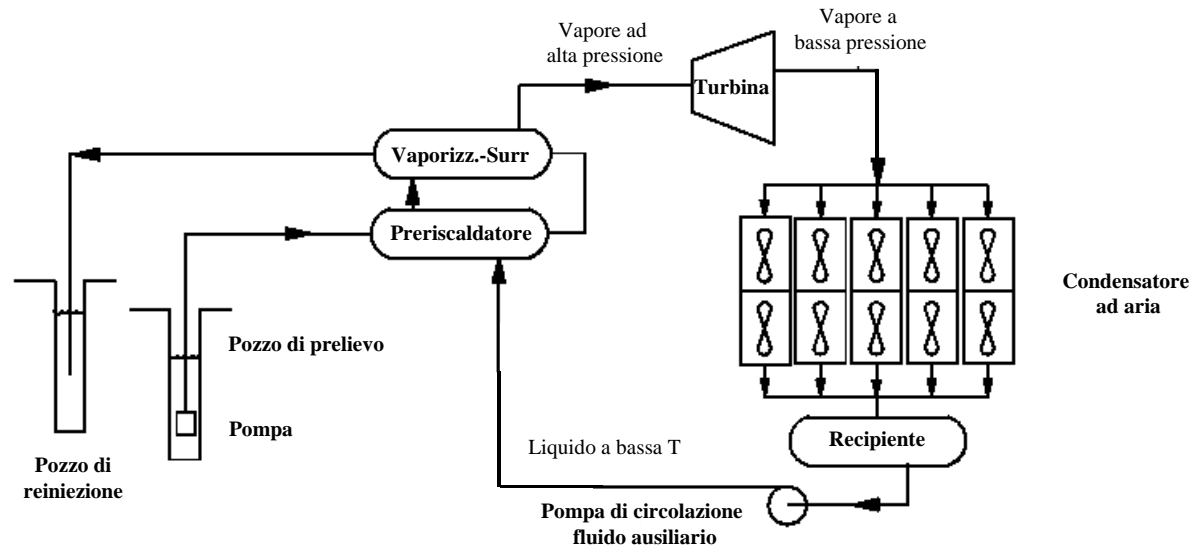 Vapore ad
alta pressione
Vapore a
bassa pressione
Turbina
Vaporizz.-Surr
Preriscaldatore
Condensatore
ad aria
Pozzo di prelievo
Pompa
Pozzo di
reiniezione
Liquido a bassa T
Recipiente
Pompa di circolazione
fluido ausiliario